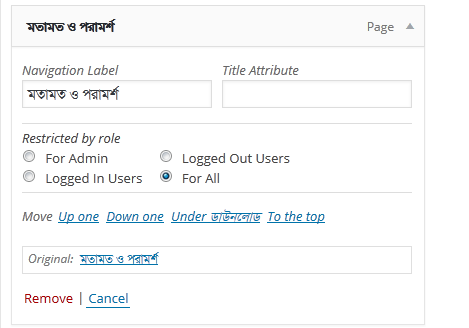 মতামত ও পরামর্শ Page
Navigation Label Title Attribute
মতামত ও পরামর্শ
Restricted by role
For Admin Logged Out Users
Logged In Users For All
Move Up one Down one Under ডাউনলোড To the top
Original: মতামত ও পরামর্শ
Remove | Cancel